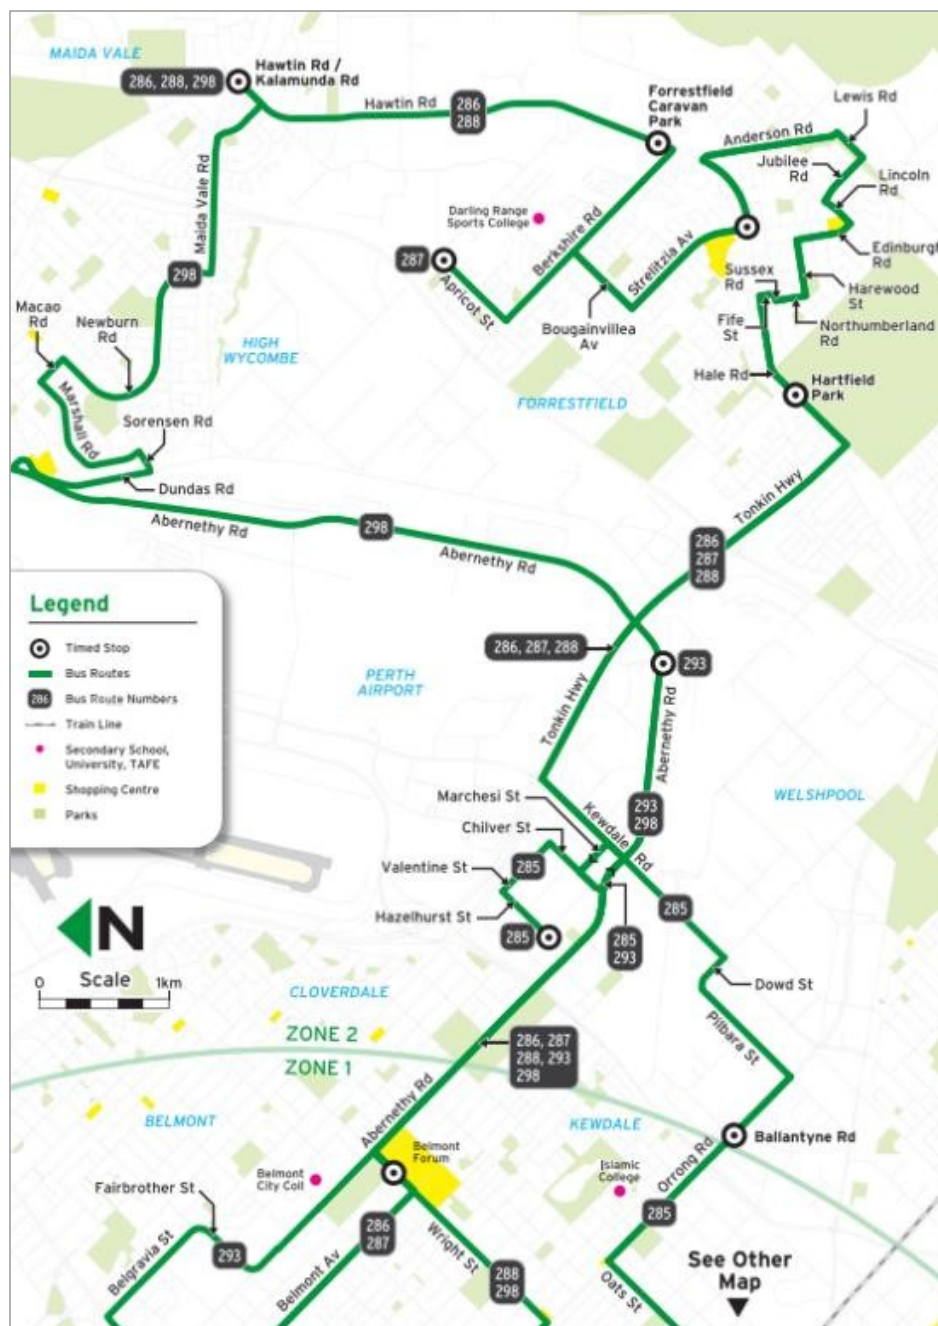 MAIDA VALE
286, 288, 298
Hawtin Rd /
Kalamunda Rd
Hawtin Rd
286
288
Forrestfield
Caravan
Park
Lewis Rd
Anderson Rd
Jubilee
Rd
Lincoln
Rd
Maida Vale Rd
Darling Range
Sports College
Berkshire Rd
Strelitzia Av
Edinburgh
Rd
298
287
Apricot St
Sussex
Rd
Harewood
St
Macao
Rd
Newburn
Rd
Bougainvillea
Av
Fife
St
Northumberland
Rd
HIGH
WYCOMBE
Hale Rd
Hartfield
Park
Marshall Rd
FORRESTFIELD
Sorensen Rd
Dundas Rd
Tonkin Hwy
Abernethy Rd
298
Abernethy Rd
286
287
288
Legend
Timed Stop
Bus Routes
286
Bus Route Numbers
Train Line
Secondary School,
University, TAFE
Shopping Centre
Parks
286, 287, 288
293
PERTH
AIRPORT
Tonkin Hwy
Abernethy Rd
Marchesi St
293
298
WELSHPOOL
Chilver St
Kewdale Rd
Valentine St
285
Hazelhurst St
285
285
285
293
N
Scale
0
1km
Dowd St
CLOVERDALE
Pilbara St
ZONE 2
ZONE 1
286, 287
288, 293
298
Abernethy Rd
BELMONT
KEWDALE
Ballantyne Rd
Belmont
Forum
Belmont
City Coll
Islamic
College
Orrong Rd
Fairbrother St
285
293
286
287
Belgravia St
Belmont Av
Wright St
288
298
Oats St
See Other
Map